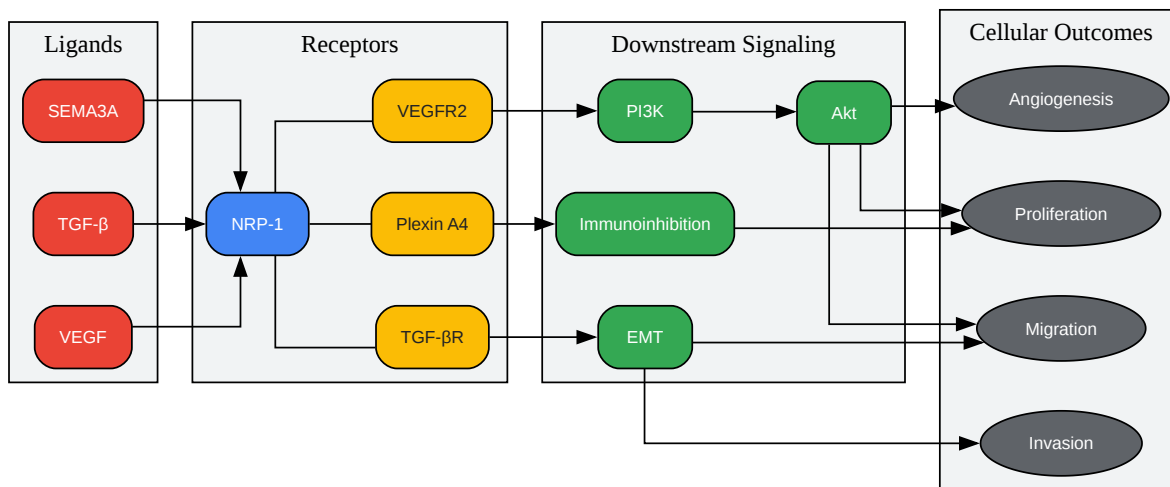 Ligands
SEMA3A
TGF-β
VEGF
Receptors
NRP-1
VEGFR2
Plexin A4
TGF-βR
Downstream Signaling
PI3K
Akt
Immunoinhibition
EMT
Cellular Outcomes
Angiogenesis
Proliferation
Migration
Invasion